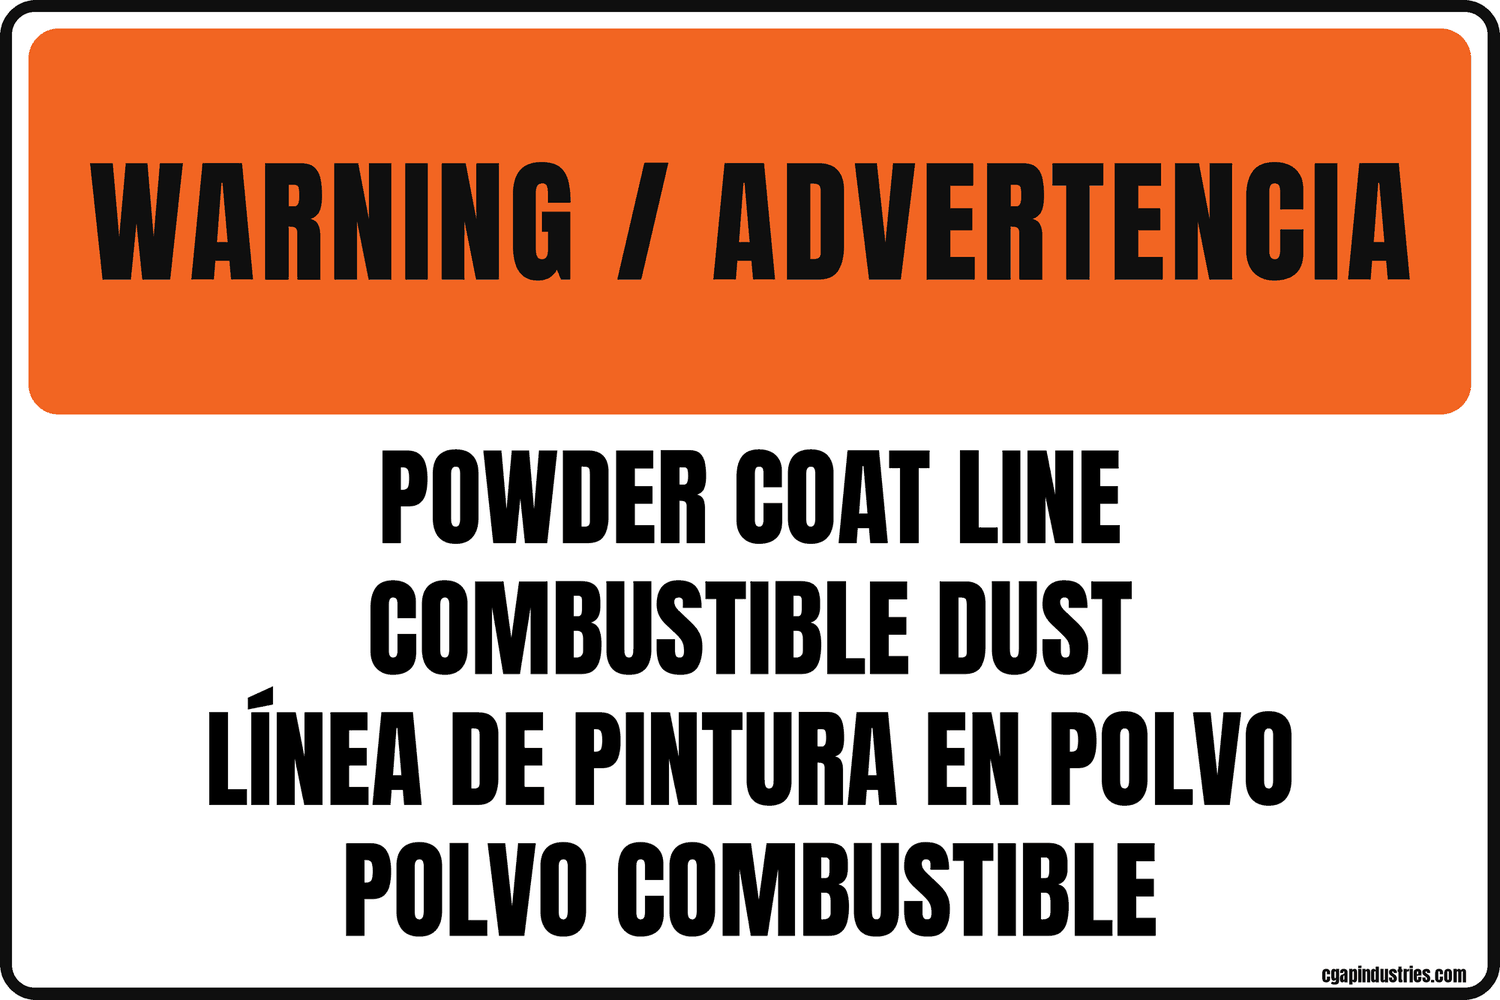 WARNING / ADVERTENCIA
POWDER COAT LINE
COMBUSTIBLE DUST
LÍNEA DE PINTURA EN POLVO
POLVO COMBUSTIBLE
cgapindustries.com